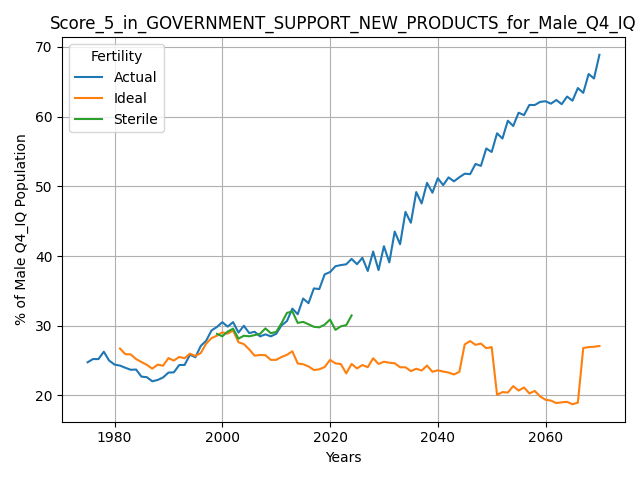 Score_5_in_GOVERNMENT_SUPPORT_NEW_PRODUCTS_for_Male_Q4_IQ
Fertility
Actual
Ideal
Sterile
% of Male Q4_IQ Population
70
60
50
40
30
20
1980 2000 2020 2040 2060
Years